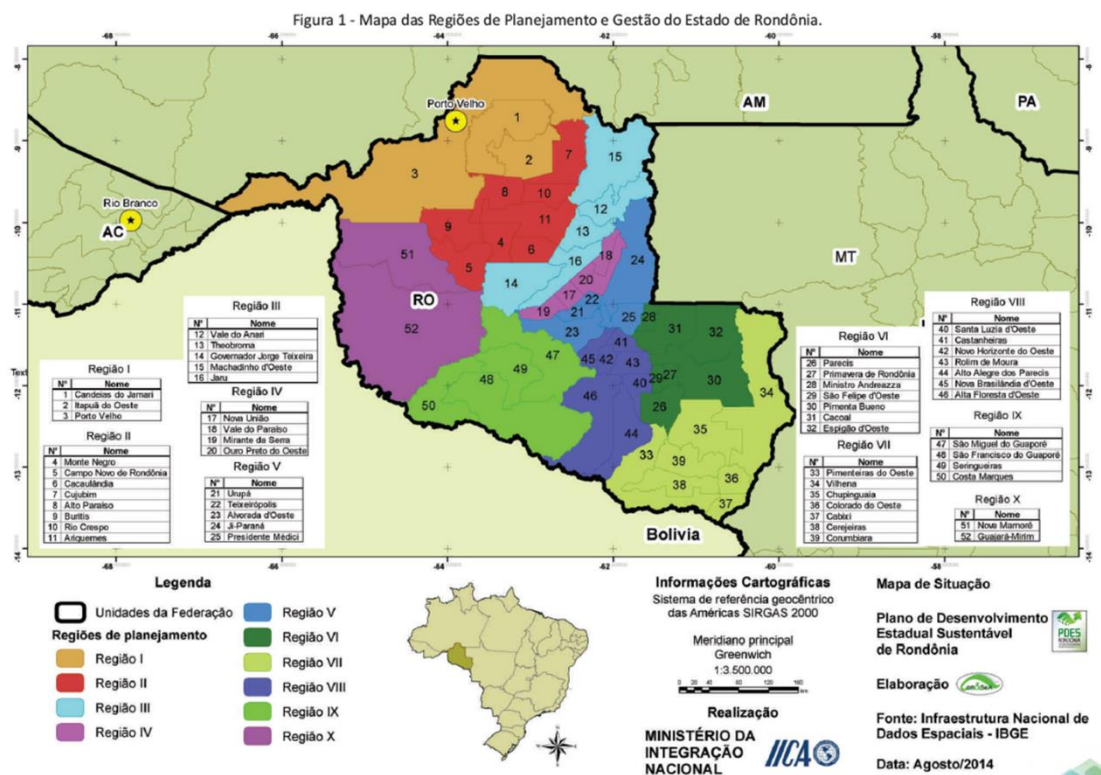 Figura 1 - Mapa das Regiões de Planejamento e Gestão do Estado de Rondônia.
-68
-66
-64
-62
-60
-58
-8
-9
-10
-11
-12
-13
-14
Porto Velho
Rio Branco
AC
AM
PA
MT
RO
Bolivia
1
2
3
4
5
6
7
8
9
10
11
12
13
14
15
16
17
18
19
20
21
22
23
24
25
26
27
28
29
30
31
32
33
34
35
36
37
38
39
40
41
42
43
44
45
46
47
48
49
50
51
52
Região I
N° Nome
1 Candeias do Jamari
2 Itapuã do Oeste
3 Porto Velho
Região II
N° Nome
4 Monte Negro
5 Campo Novo de Rondônia
6 Cacaulândia
7 Cujubim
8 Alto Paraíso
9 Buritis
10 Rio Crespo
11 Ariquemes
Região III
N° Nome
12 Vale do Anari
13 Theobroma
14 Governador Jorge Teixeira
15 Machadinho d'Oeste
16 Jaru
Região IV
N° Nome
17 Nova União
18 Vale do Paraíso
19 Mirante da Serra
20 Ouro Preto do Oeste
Região V
N° Nome
21 Urupá
22 Teixeirópolis
23 Alvorada d'Oeste
24 Ji-Paraná
25 Presidente Médici
Região VI
N° Nome
26 Parecis
27 Primavera de Rondônia
28 Ministro Andreazza
29 São Felipe d'Oeste
30 Pimenta Bueno
31 Cacoal
32 Espigão d'Oeste
Região VII
N° Nome
33 Pimenteiras do Oeste
34 Vilhena
35 Chupinguaia
36 Colorado do Oeste
37 Cabixi
38 Cerejeiras
39 Corumbiara
Região VIII
N° Nome
40 Santa Luzia d'Oeste
41 Castanheiras
42 Novo Horizonte do Oeste
43 Rolim de Moura
44 Alto Alegre dos Parecis
45 Nova Brasilândia d'Oeste
46 Alta Floresta d'Oeste
Região IX
N° Nome
47 São Miguel do Guaporé
48 São Francisco do Guaporé
49 Seringueiras
50 Costa Marques
Região X
N° Nome
51 Nova Mamoré
52 Guajará-Mirim
Legenda
Unidades da Federação
Regiões de planejamento
Região I
Região II
Região III
Região IV
Região V
Região VI
Região VII
Região VIII
Região IX
Região X
Informações Cartográficas
Sistema de referência geocêntrico
das Américas SIRGAS 2000
Meridiano principal
Greenwich
1:3.500.000
Realização
MINISTÉRIO DA
INTEGRAÇÃO
NACIONAL
IICA
Mapa de Situação
Plano de Desenvolvimento
Estadual Sustentável
de Rondônia
PDES
Elaboração
Fonte: Infraestrutura Nacional de
Dados Espaciais - IBGE
Data: Agosto/2014